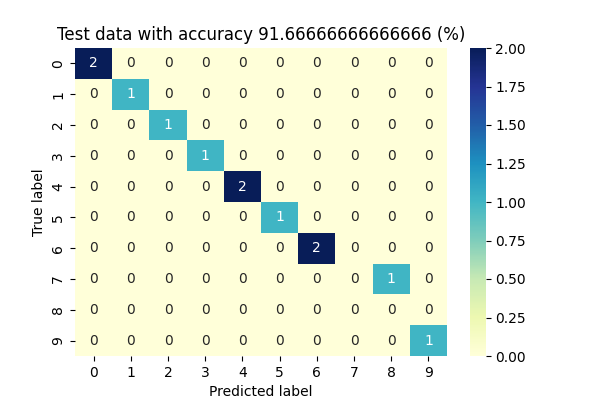 Test data with accuracy 91.66666666666666 (%)
0 2 0 0 0 0 0 0 0 0 0
1 0 1 0 0 0 0 0 0 0 0
2 0 0 1 0 0 0 0 0 0 0
3 0 0 0 1 0 0 0 0 0 0
4 0 0 0 0 2 0 0 0 0 0
5 0 0 0 0 0 1 0 0 0 0
6 0 0 0 0 0 0 2 0 0 0
7 0 0 0 0 0 0 0 0 1 0
8 0 0 0 0 0 0 0 0 0 0
9 0 0 0 0 0 0 0 0 0 1
0 1 2 3 4 5 6 7 8 9
Predicted label
True label
2.00
1.75
1.50
1.25
1.00
0.75
0.50
0.25
0.00